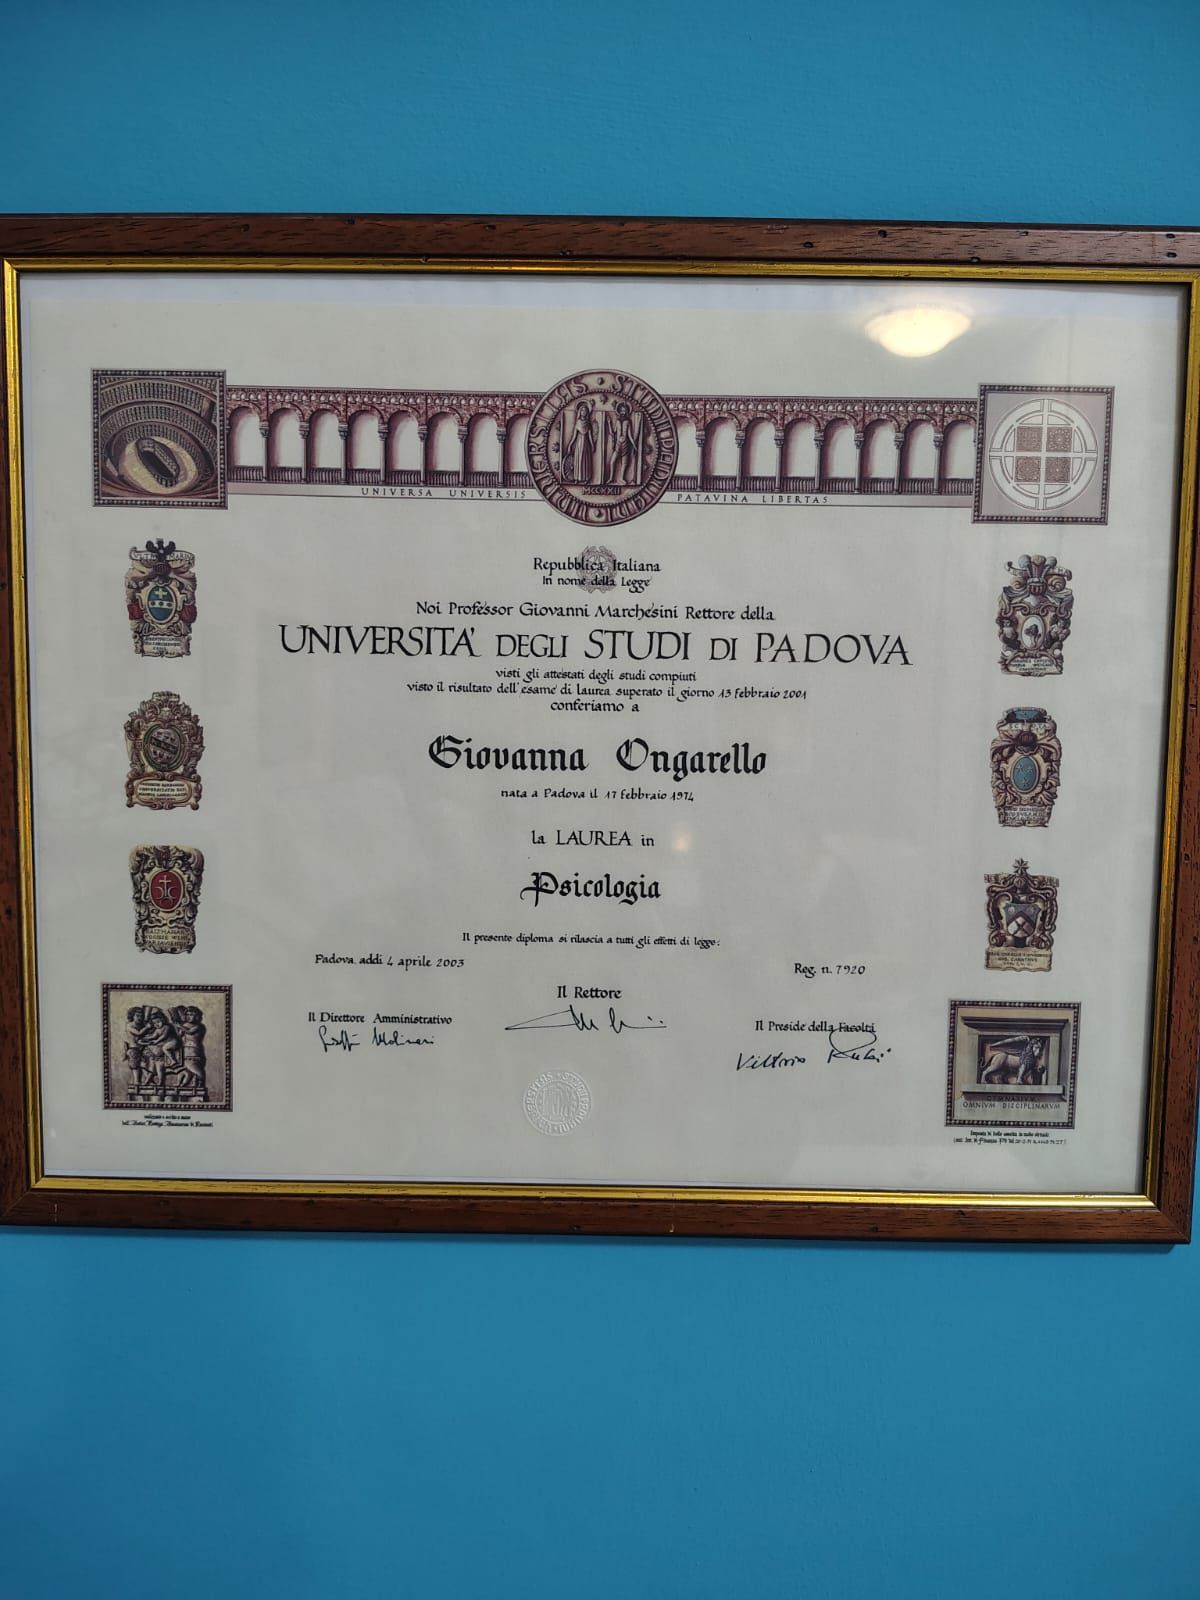 UNIVERSA UNIVERSIS PATAVINA LIBERTAS
MCCXXII
Repubblica Italiana
In nome della Legge
Noi Professor Giovanni Marchesini Rettore della
UNIVERSITA' DEGLI STUDI DI PADOVA
visti gli attestati degli studi compiuti
visto il risultato dell'esame di laurea superato il giorno 13 febbraio 2001
conferiamo a
Giovanna Ongarello
nata a Padova il 17 febbraio 1974
la LAUREA in
Psicologia
Il presente diploma si rilascia a tutti gli effetti di legge.
Padova, addì 4 aprile 2003
Reg. n. 7920
Il Rettore
Il Direttore Amministrativo
Il Preside della Facoltà
GYMNASIVM
OMNIVM DISCIPLINARVM